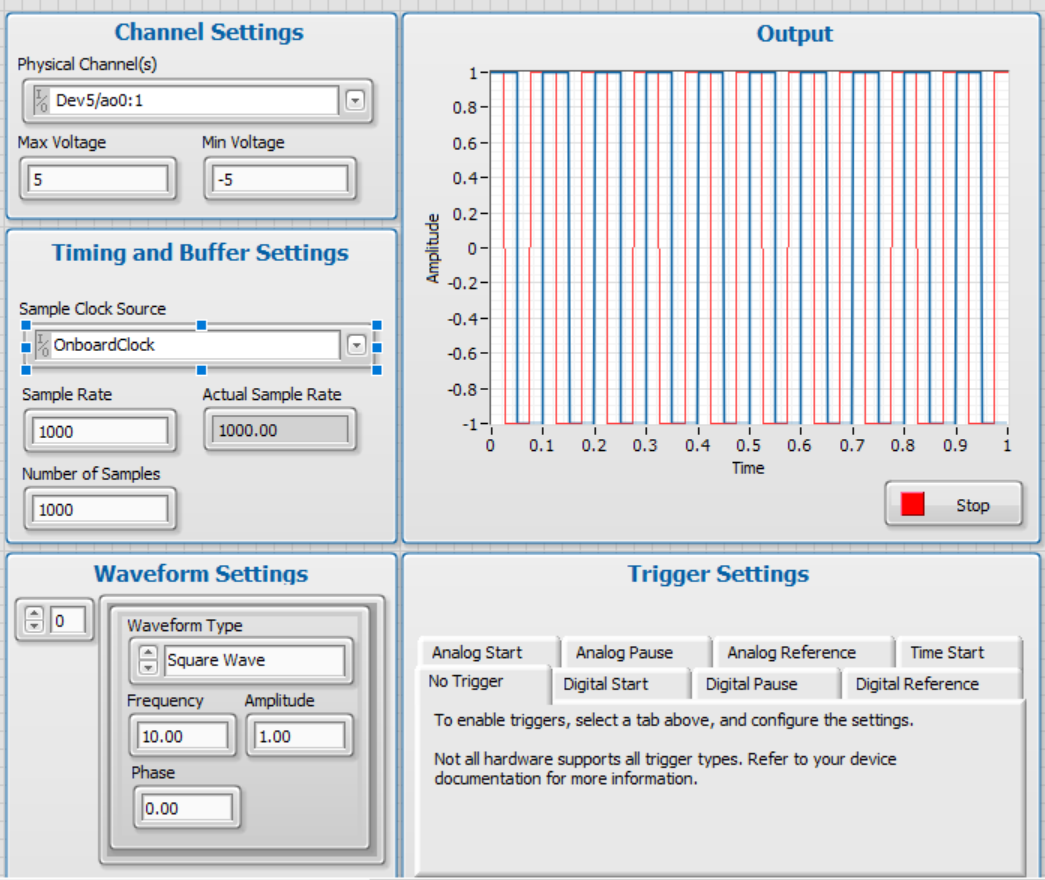 Channel Settings
Physical Channel(s)
I/O Dev5/ao0:1
Max Voltage Min Voltage
5 -5
Timing and Buffer Settings
Sample Clock Source
I/O OnboardClock
Sample Rate Actual Sample Rate
1000 1000.00
Number of Samples
1000
Output
Amplitude
1
0.8
0.6
0.4
0.2
0
-0.2
-0.4
-0.6
-0.8
-1
0 0.1 0.2 0.3 0.4 0.5 0.6 0.7 0.8 0.9 1
Time
Stop
Waveform Settings
0
Waveform Type
Square Wave
Frequency Amplitude
10.00 1.00
Phase
0.00
Trigger Settings
Analog Start Analog Pause Analog Reference Time Start
No Trigger Digital Start Digital Pause Digital Reference
To enable triggers, select a tab above, and configure the settings.
Not all hardware supports all trigger types. Refer to your device
documentation for more information.